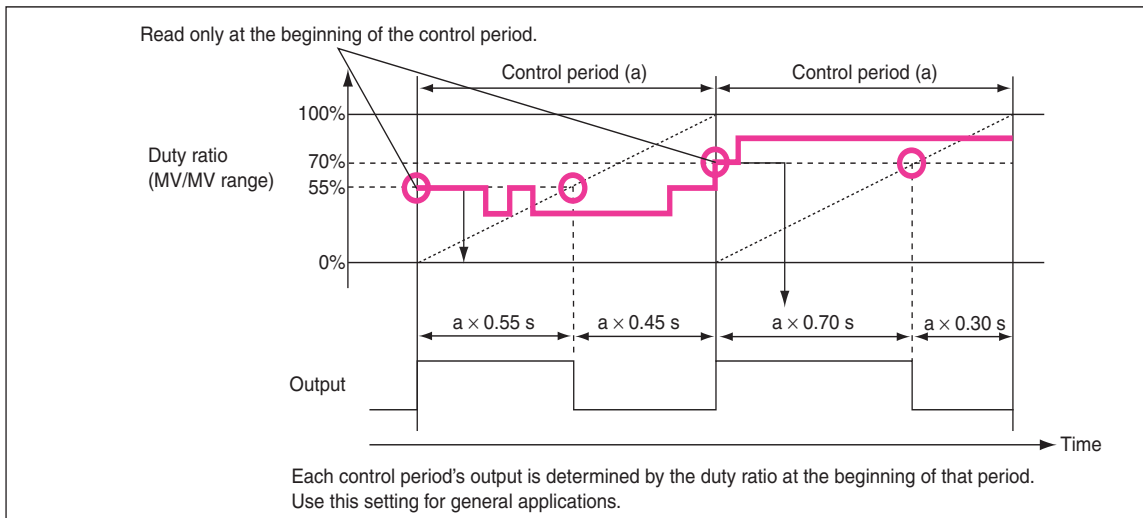 Read only at the beginning of the control period.
Control period (a)
Control period (a)
100%
Duty ratio
(MV/MV range)
70%
55%
0%
a × 0.55 s
a × 0.45 s
a × 0.70 s
a × 0.30 s
Output
Time
Each control period's output is determined by the duty ratio at the beginning of that period.
Use this setting for general applications.